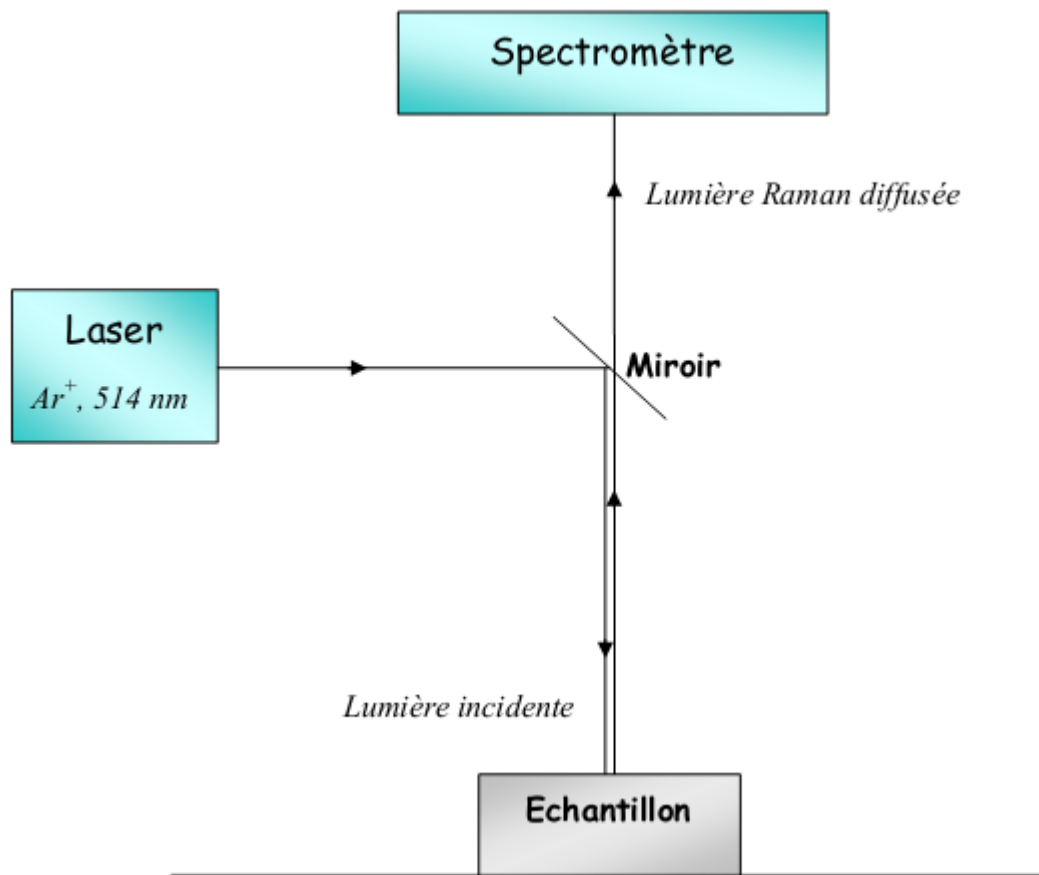 Spectromètre
Lumière Raman diffusée
Laser
Ar⁺, 514 nm
Miroir
Lumière incidente
Echantillon